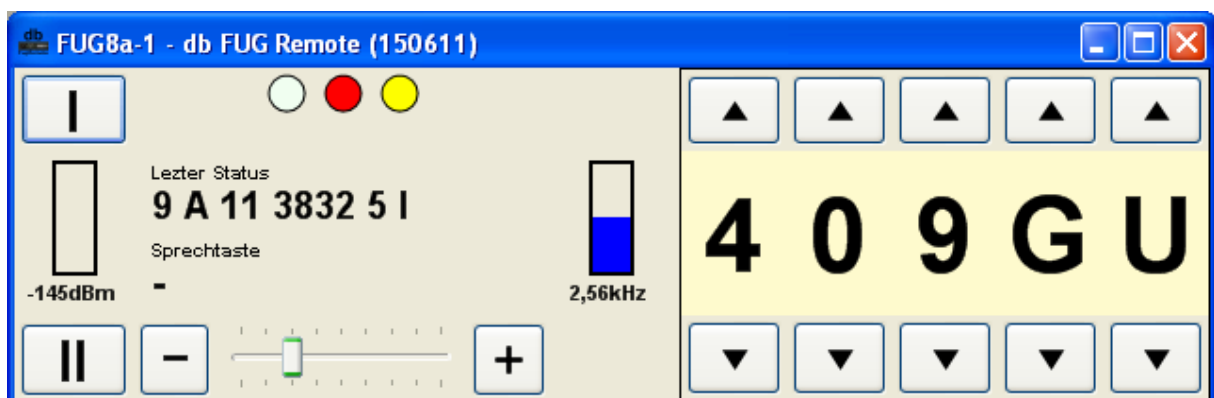 db FUG8a-1 - db FUG Remote (150611)
I
Lezter Status
9 A 11 3832 5 I
Sprechtaste
-
-145dBm
2,56kHz
4 0 9 G U
II - +